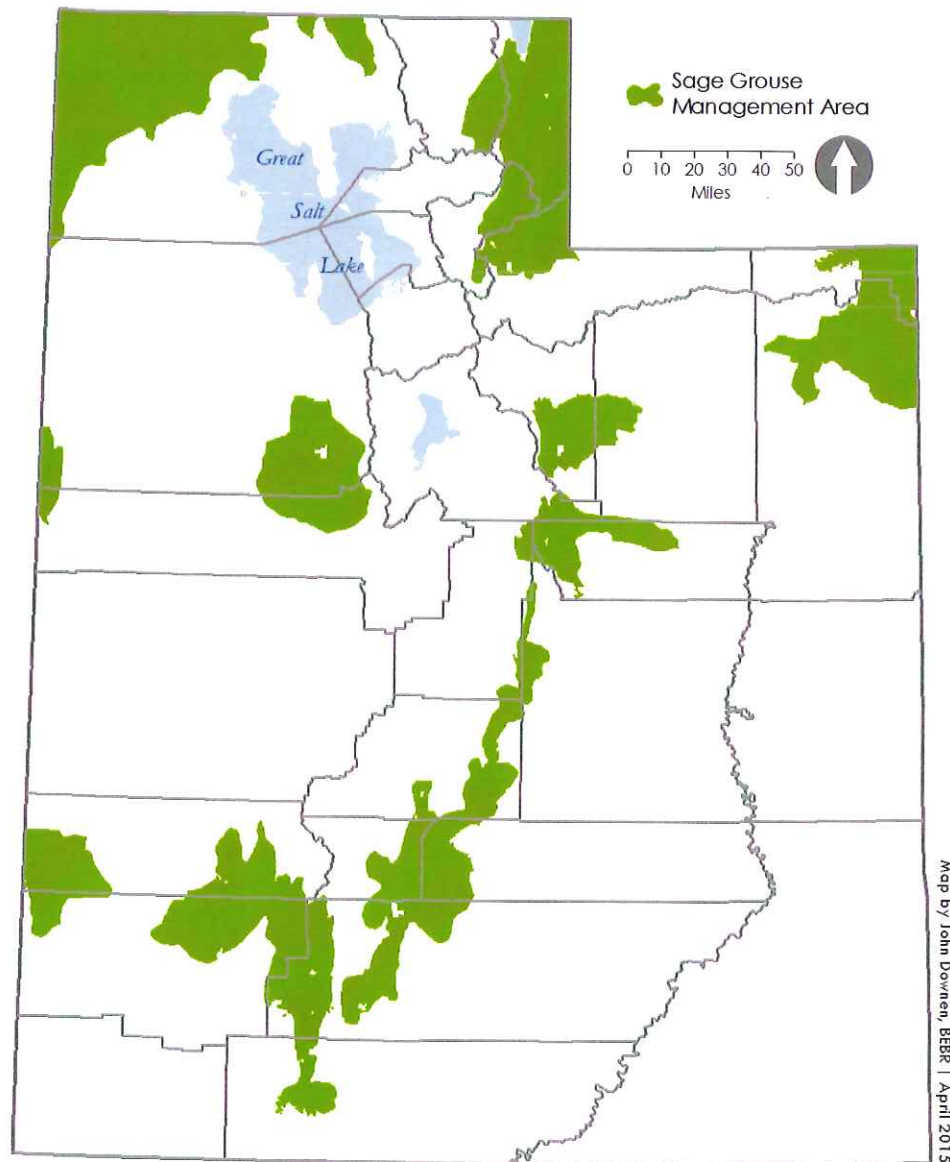 Sage Grouse
Management Area
0 10 20 30 40 50
Miles
Great
Salt
Lake
Map by John Downen, BEBR | April 2015